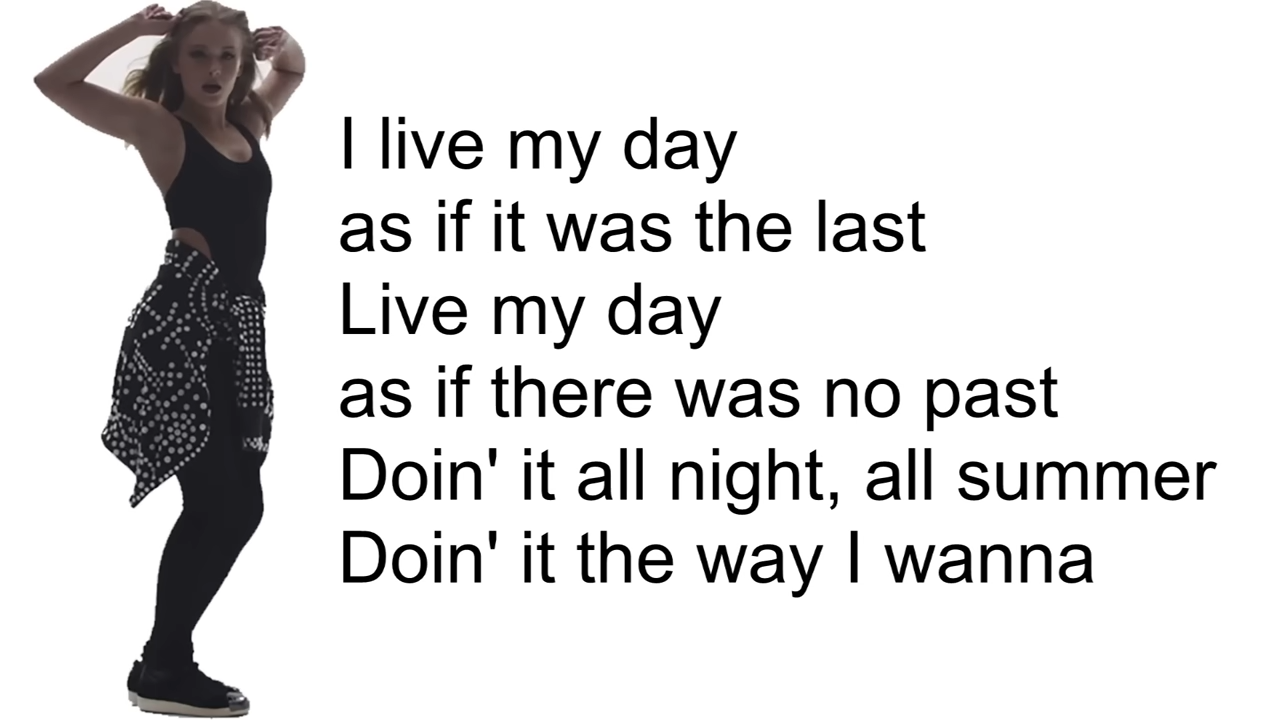 I live my day
as if it was the last
Live my day
as if there was no past
Doin' it all night, all summer
Doin' it the way I wanna